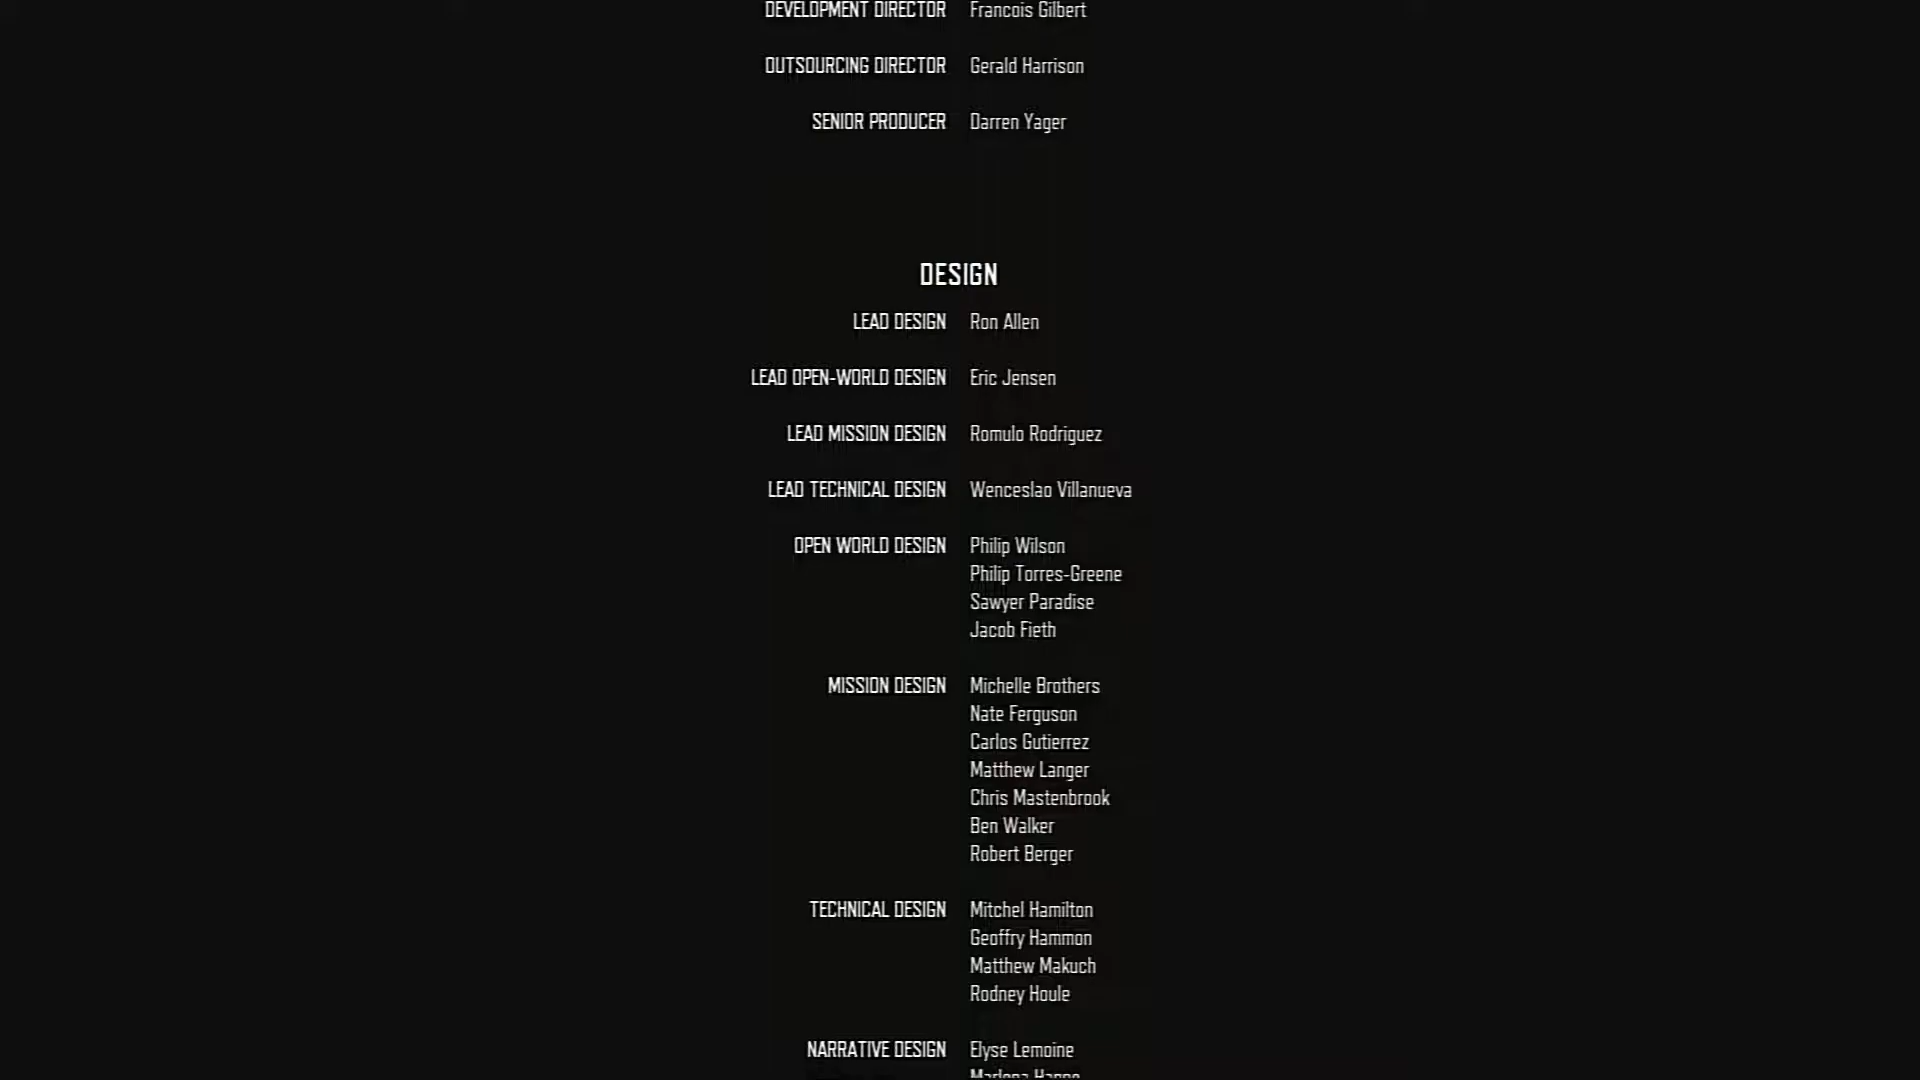 DEVELOPMENT DIRECTOR Francois Gilbert
OUTSOURCING DIRECTOR Gerald Harrison
SENIOR PRODUCER Darren Yager
DESIGN
LEAD DESIGN Ron Allen
LEAD OPEN-WORLD DESIGN Eric Jensen
LEAD MISSION DESIGN Romulo Rodriguez
LEAD TECHNICAL DESIGN Wenceslao Villanueva
OPEN WORLD DESIGN Philip Wilson
Philip Torres-Greene
Sawyer Paradise
Jacob Fieth
MISSION DESIGN Michelle Brothers
Nate Ferguson
Carlos Gutierrez
Matthew Langer
Chris Mastenbrook
Ben Walker
Robert Berger
TECHNICAL DESIGN Mitchel Hamilton
Geoffry Hammon
Matthew Makuch
Rodney Houle
NARRATIVE DESIGN Elyse Lemoine